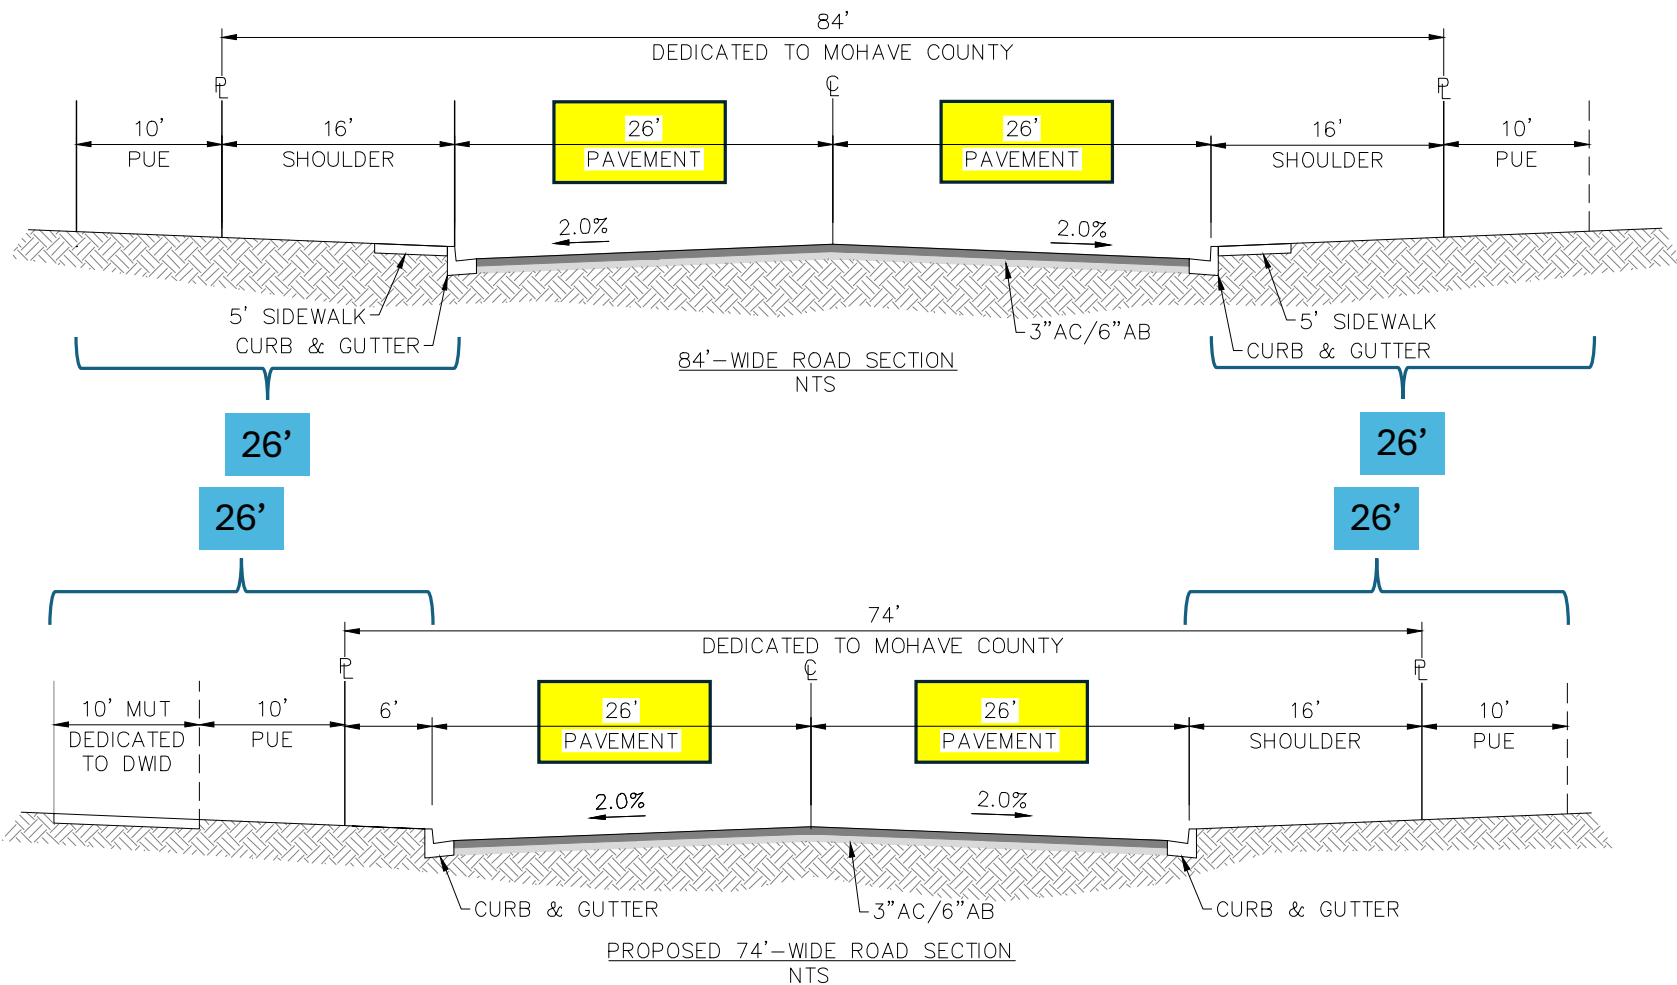 84'
DEDICATED TO MOHAVE COUNTY
PL
CL
PL
10'
PUE
16'
SHOULDER
26'
PAVEMENT
26'
PAVEMENT
16'
SHOULDER
10'
PUE
2.0%
2.0%
5' SIDEWALK
CURB & GUTTER
3"AC/6"AB
5' SIDEWALK
CURB & GUTTER
84'-WIDE ROAD SECTION
NTS
26'
26'
26'
26'
74'
DEDICATED TO MOHAVE COUNTY
PL
CL
PL
10' MUT
DEDICATED
TO DWID
10'
PUE
6'
26'
PAVEMENT
26'
PAVEMENT
16'
SHOULDER
10'
PUE
2.0%
2.0%
CURB & GUTTER
3"AC/6"AB
CURB & GUTTER
PROPOSED 74'-WIDE ROAD SECTION
NTS